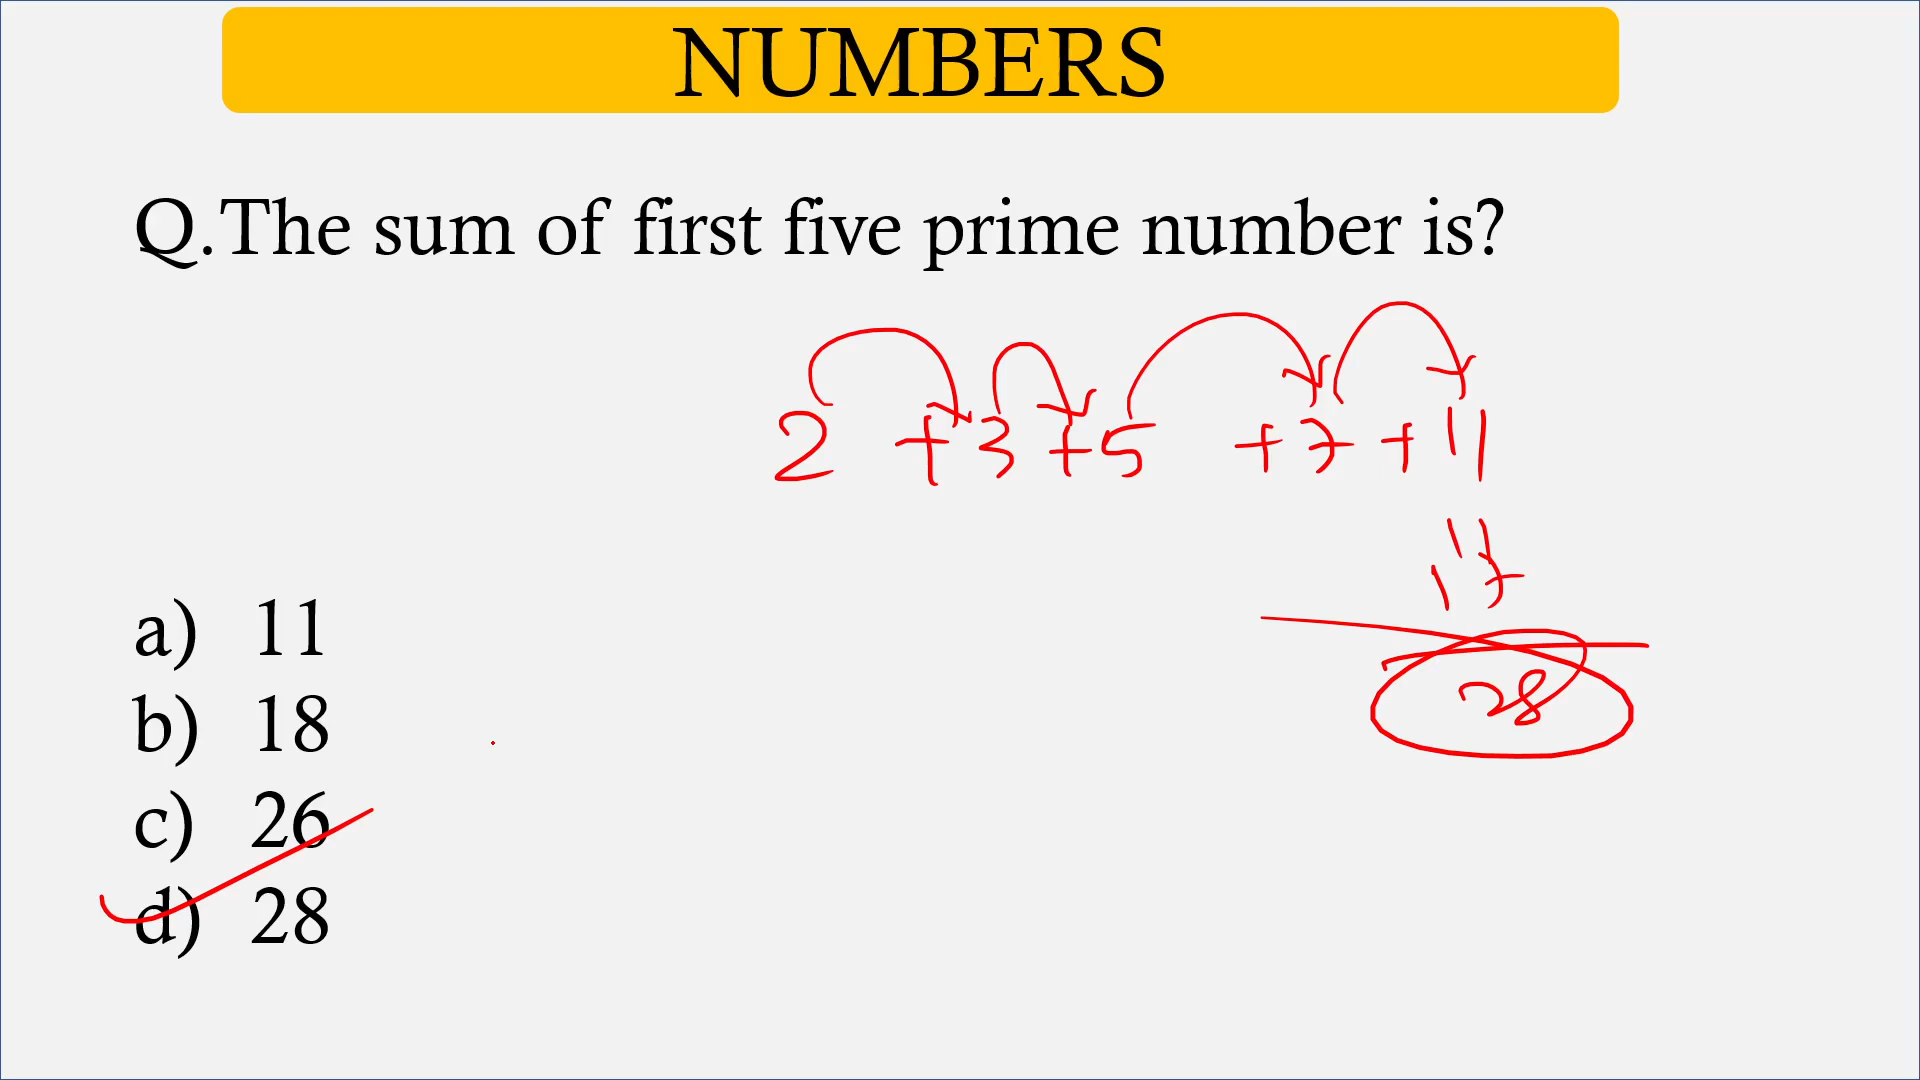 NUMBERS
Q.The sum of first five prime number is?
2 +3+5 +7+11
11
17
28
a) 11
b) 18
c) 26
d) 28